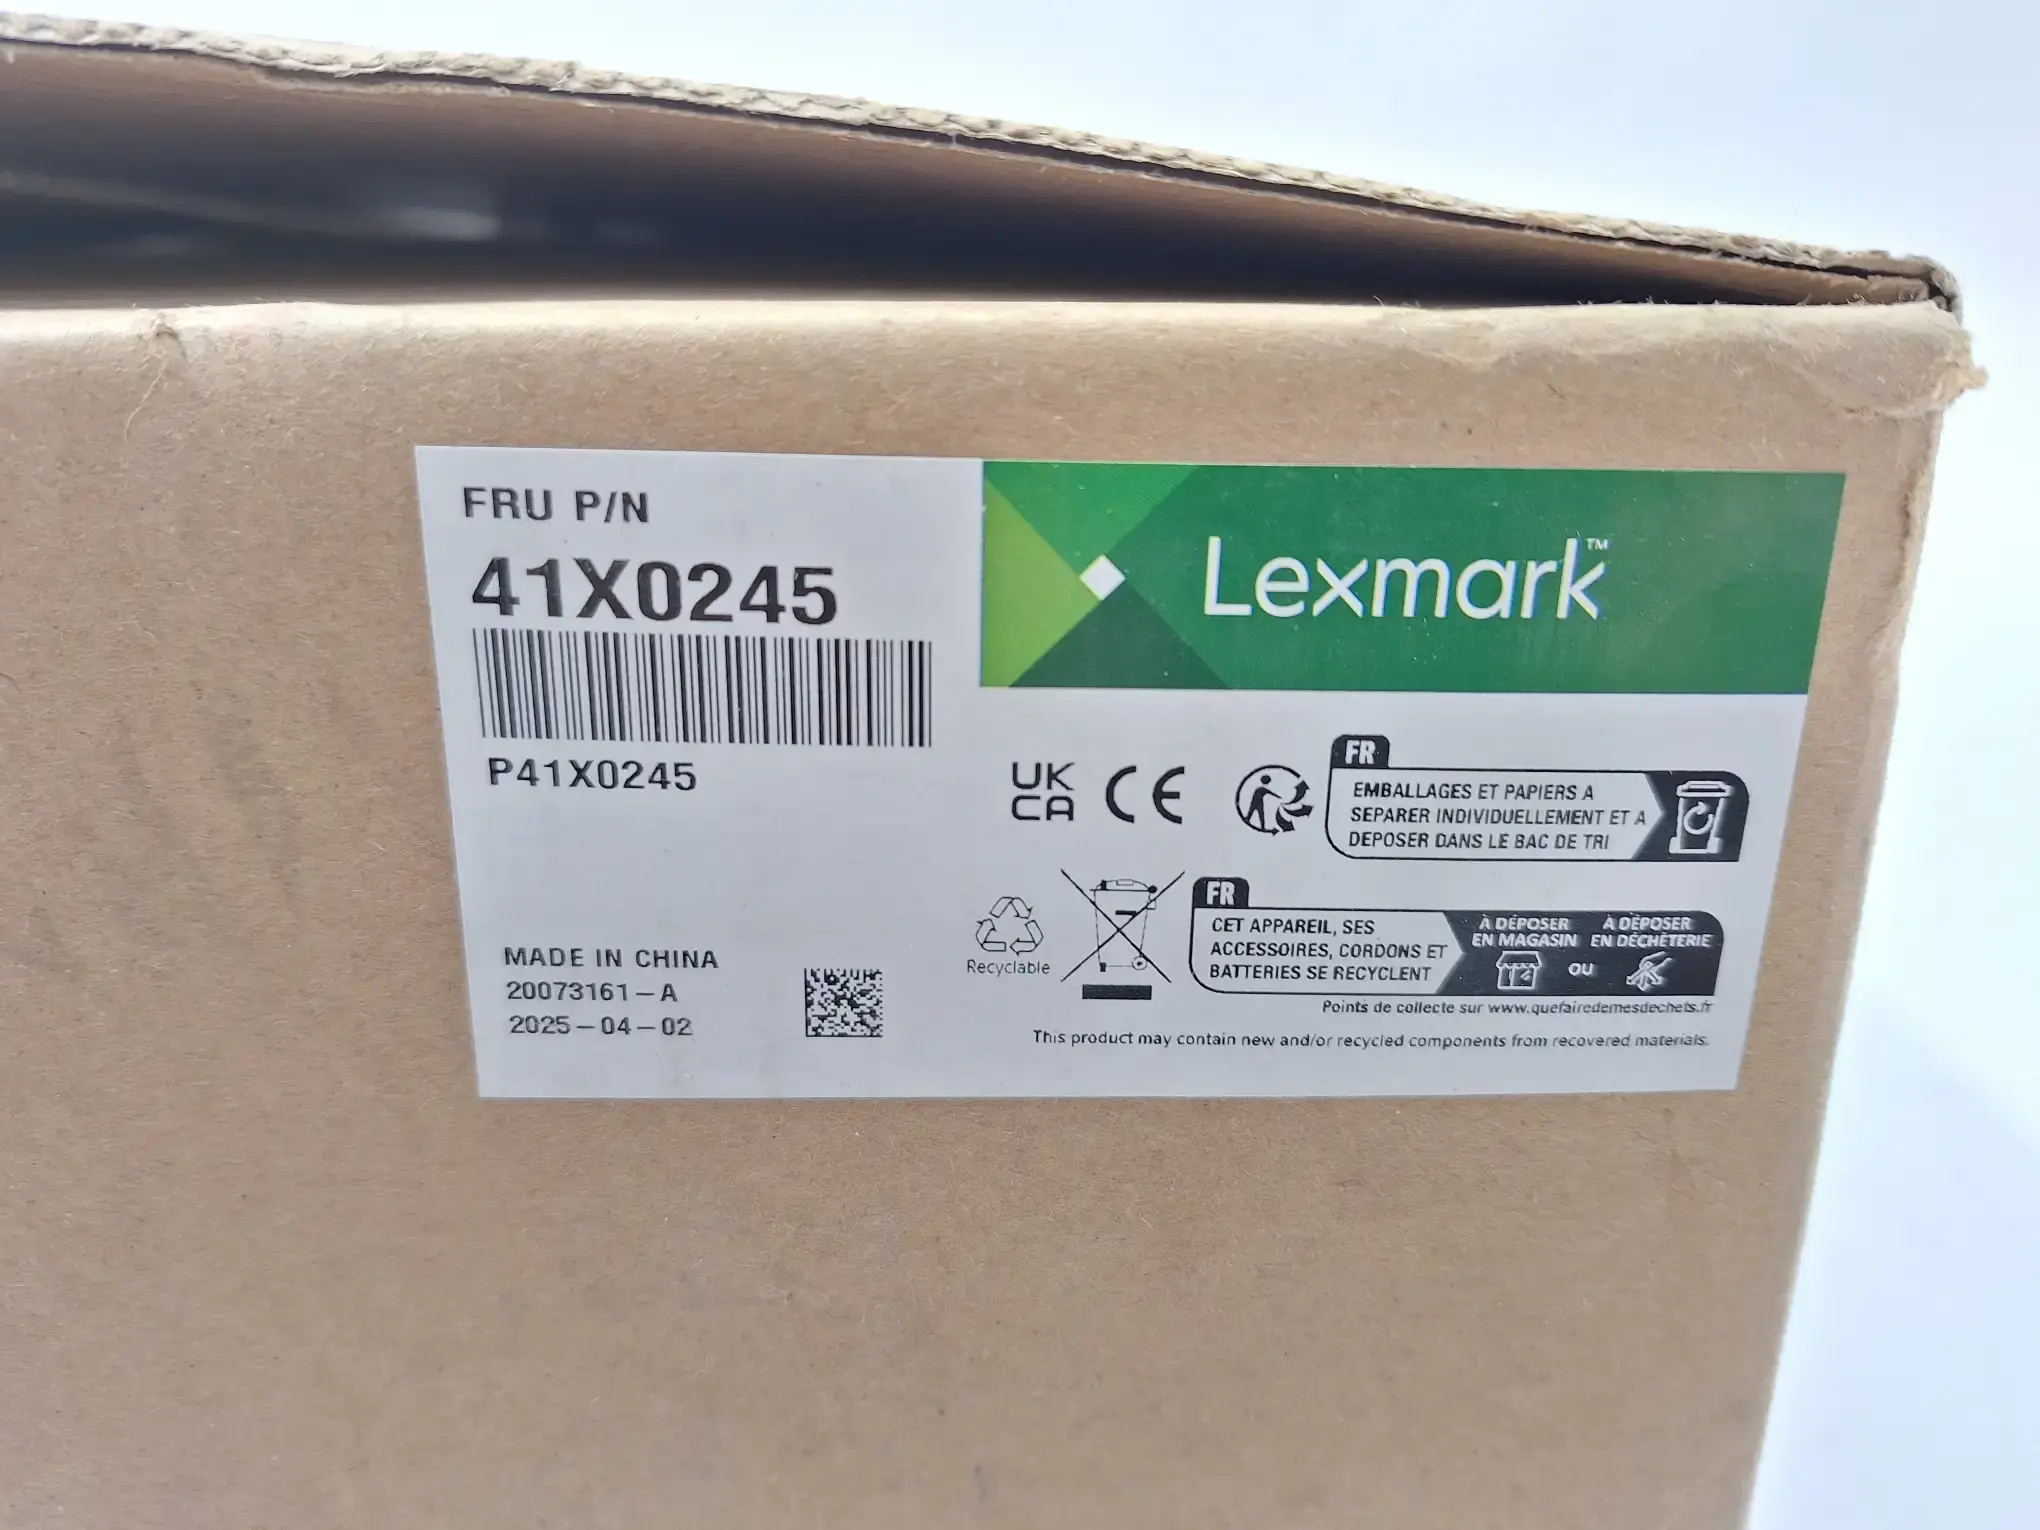 FRU P/N
41X0245
P41X0245
MADE IN CHINA
20073161-A
2025-04-02
Lexmark™
UK
CA
CE
FR
EMBALLAGES ET PAPIERS A
SEPARER INDIVIDUELLEMENT ET A
DEPOSER DANS LE BAC DE TRI
Recyclable
FR
CET APPAREIL, SES
ACCESSOIRES, CORDONS ET
BATTERIES SE RECYCLENT
À DÉPOSER
EN MAGASIN
OU
À DÉPOSER
EN DÉCHÈTERIE
Points de collecte sur www.quefairedemesdechets.fr
This product may contain new and/or recycled components from recovered materials.